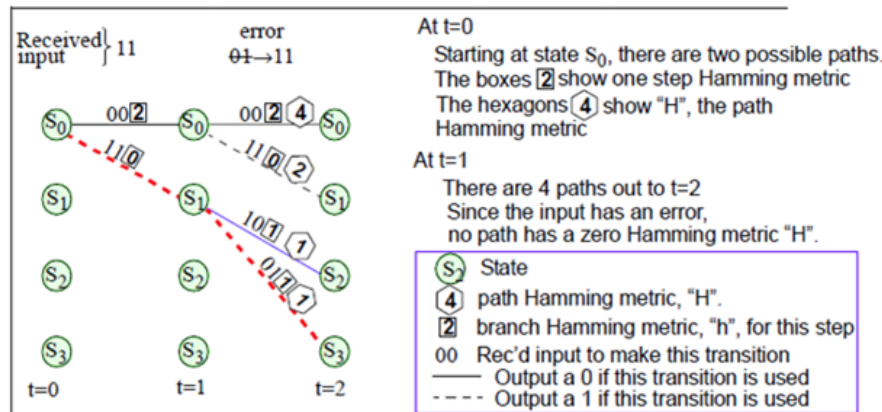 Received } 11
input
error
01→11
00 2
00 2 4
S0 S0 S0
11 0
11 0 2
S1 S1 S1
10 1 1
01 1 1
S2 S2 S2
S3 S3 S3
t=0 t=1 t=2
At t=0
Starting at state S0, there are two possible paths.
The boxes 2 show one step Hamming metric
The hexagons 4 show "H", the path
Hamming metric
At t=1
There are 4 paths out to t=2
Since the input has an error,
no path has a zero Hamming metric "H".
S2 State
4 path Hamming metric, "H".
2 branch Hamming metric, "h", for this step
00 Rec'd input to make this transition
Output a 0 if this transition is used
Output a 1 if this transition is used